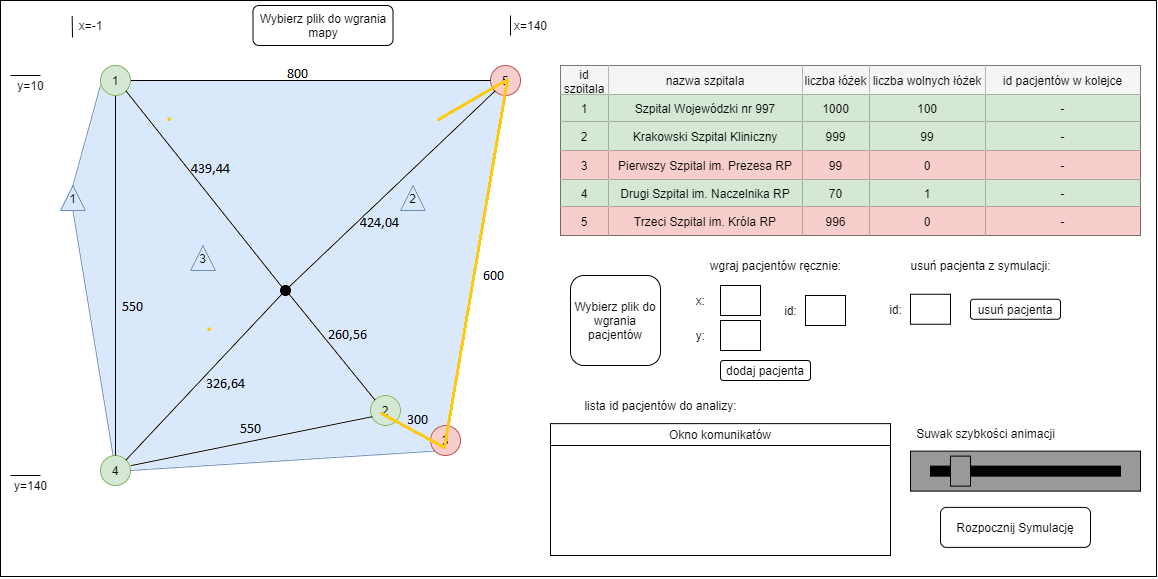 x=-1
Wybierz plik do wgrania
mapy
x=140
y=10
1
800
5
439,44
424,04
1
2
3
600
550
260,56
326,64
2
300
550
3
4
y=140
id szpitala nazwa szpitala liczba łóżek liczba wolnych łóżek id pacjentów w kolejce
1 Szpital Wojewódzki nr 997 1000 100 -
2 Krakowski Szpital Kliniczny 999 99 -
3 Pierwszy Szpital im. Prezesa RP 99 0 -
4 Drugi Szpital im. Naczelnika RP 70 1 -
5 Trzeci Szpital im. Króla RP 996 0 -
Wybierz plik do
wgrania
pacjentów
wgraj pacjentów ręcznie:
x:
y:
id:
dodaj pacjenta
usuń pacjenta z symulacji:
id:
usuń pacjenta
lista id pacjentów do analizy:
Okno komunikatów
Suwak szybkości animacji
Rozpocznij Symulację